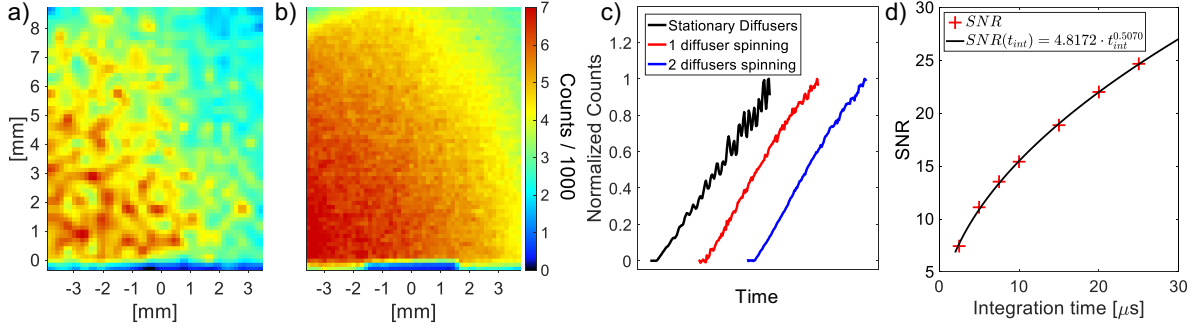 a)
8
7
6
5
4
3
2
1
0
[mm]
-3 -2 -1 0 1 2 3
[mm]
b)
-3 -2 -1 0 1 2 3
[mm]
7
6
5
4
3
2
1
0
Counts / 1000
c)
Stationary Diffusers
1 diffuser spinning
2 diffusers spinning
1.2
1
0.8
0.6
0.4
0.2
0
Normalized Counts
Time
d)
SNR
SNR(t_int) = 4.8172 · t_int^0.5070
30
25
20
15
10
5
SNR
0 10 20 30
Integration time [μs]